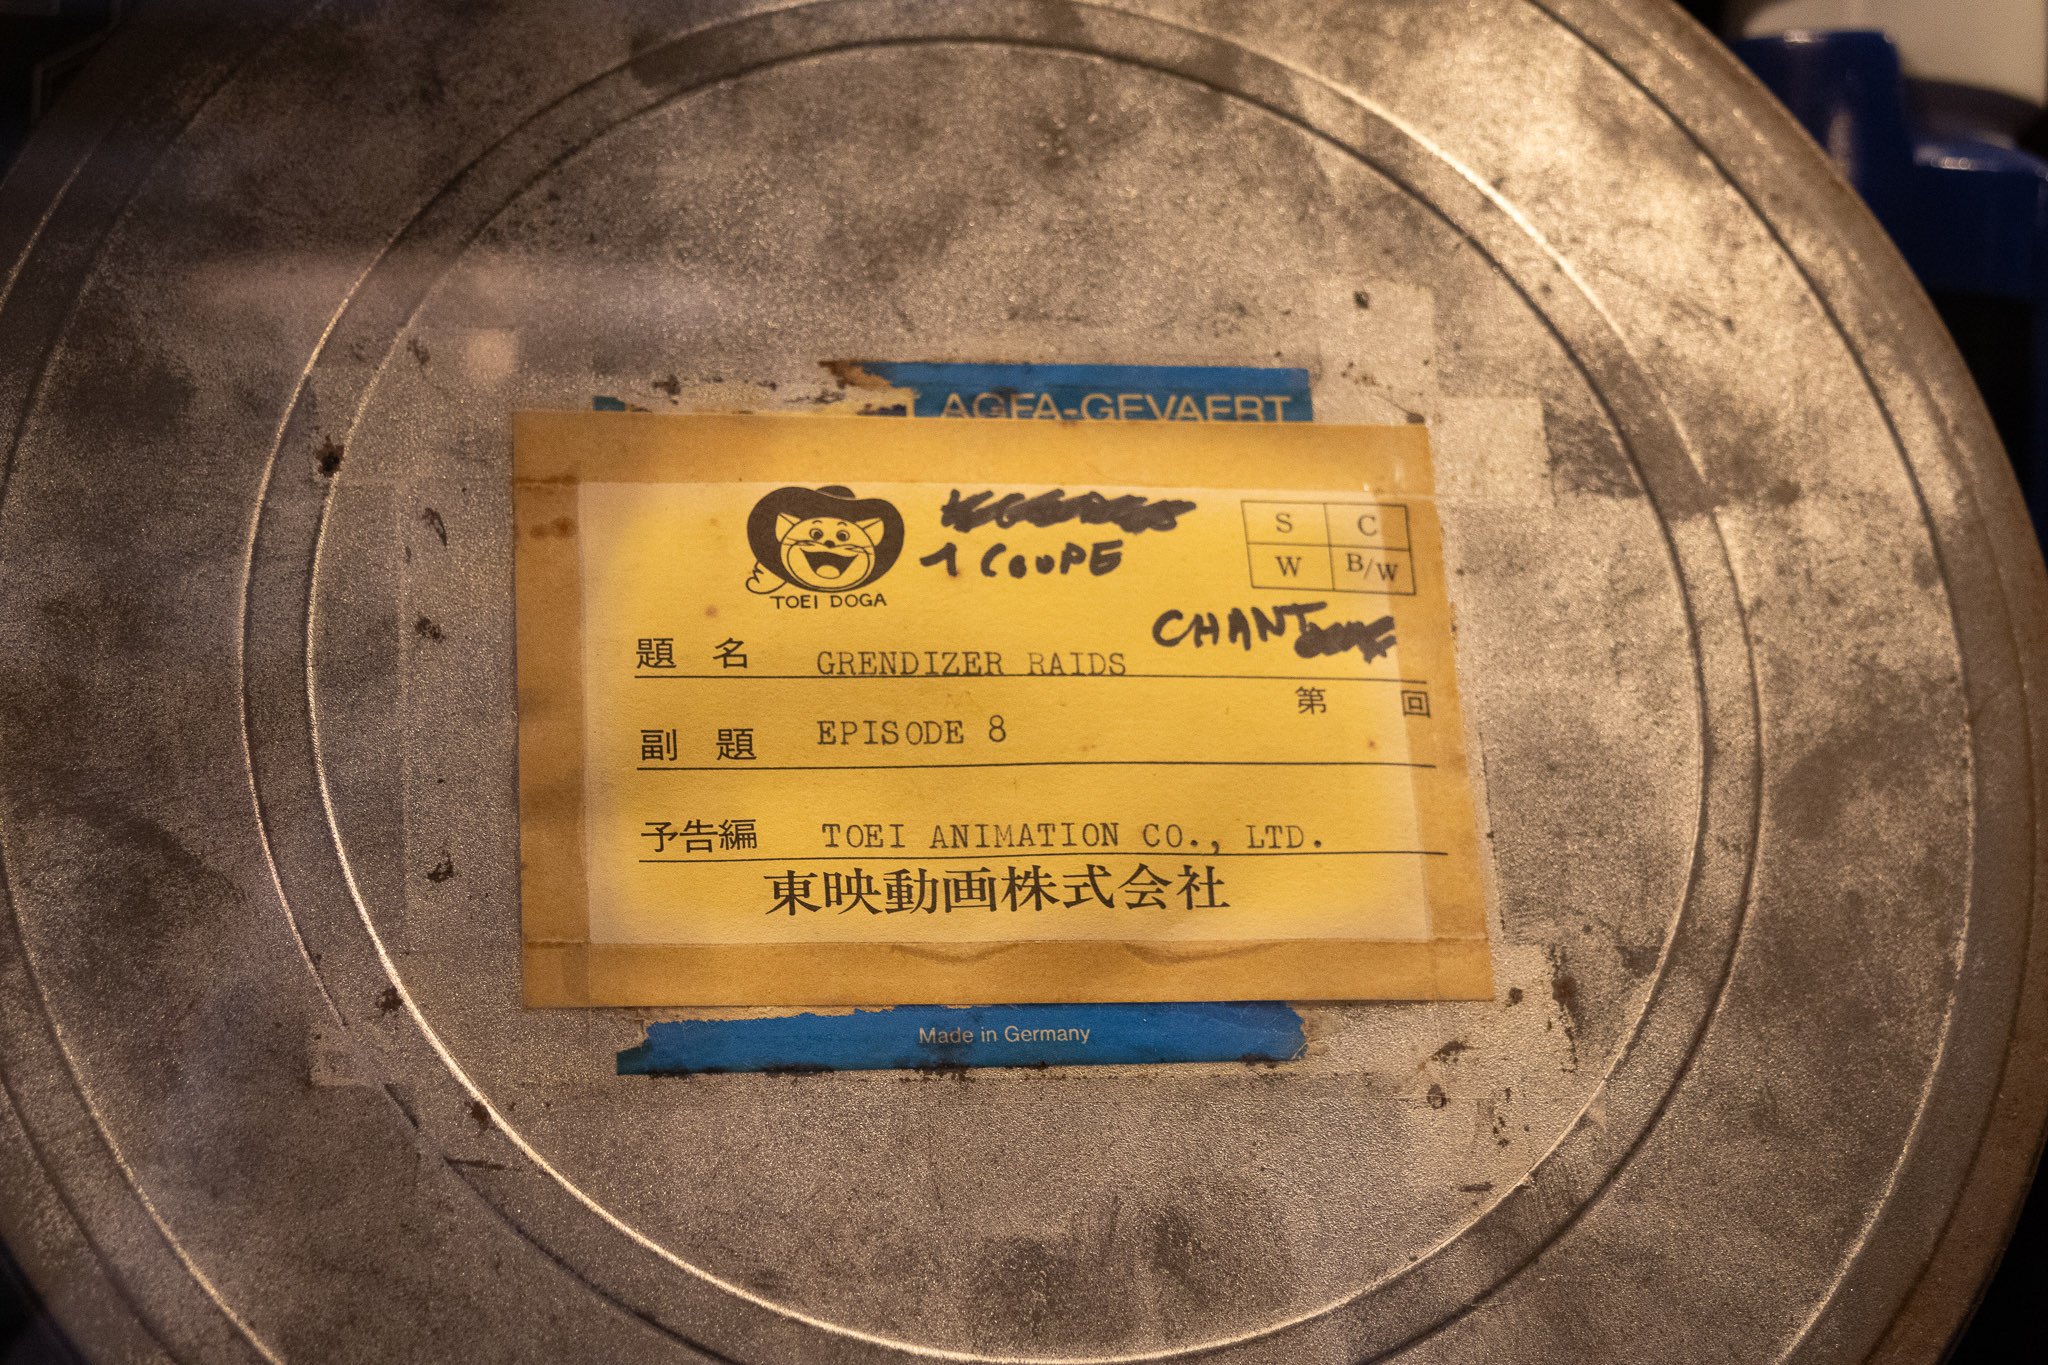 AGFA-GEVAERT
TOEI DOGA
1 COUPE
S C
W B/W
CHANT
題 名 GRENDIZER RAIDS
第 回
副 題 EPISODE 8
予告編 TOEI ANIMATION CO., LTD.
東映動画株式会社
Made in Germany